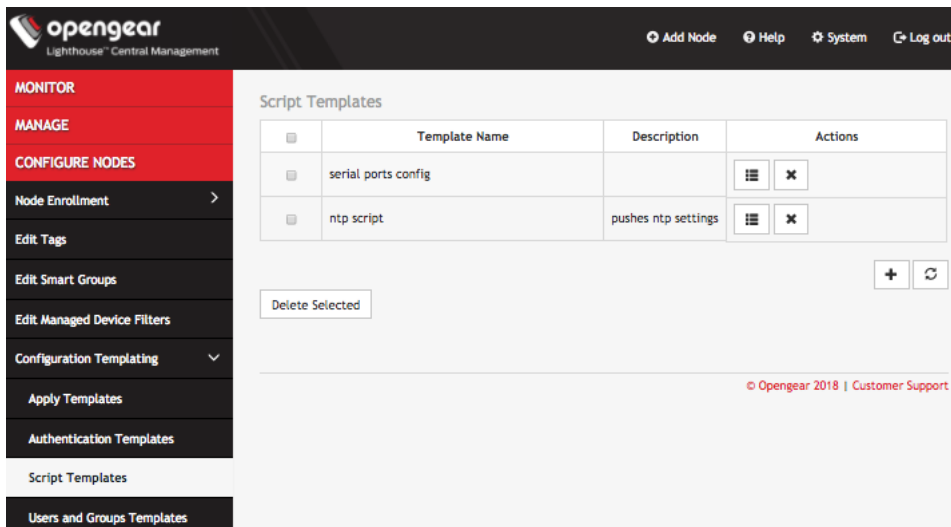 opengear
Lighthouse™ Central Management
Add Node Help System Log out
MONITOR
MANAGE
CONFIGURE NODES
Node Enrollment
Edit Tags
Edit Smart Groups
Edit Managed Device Filters
Configuration Templating
Apply Templates
Authentication Templates
Script Templates
Users and Groups Templates
Script Templates
Template Name Description Actions
serial ports config
ntp script pushes ntp settings
Delete Selected
© Opengear 2018 | Customer Support